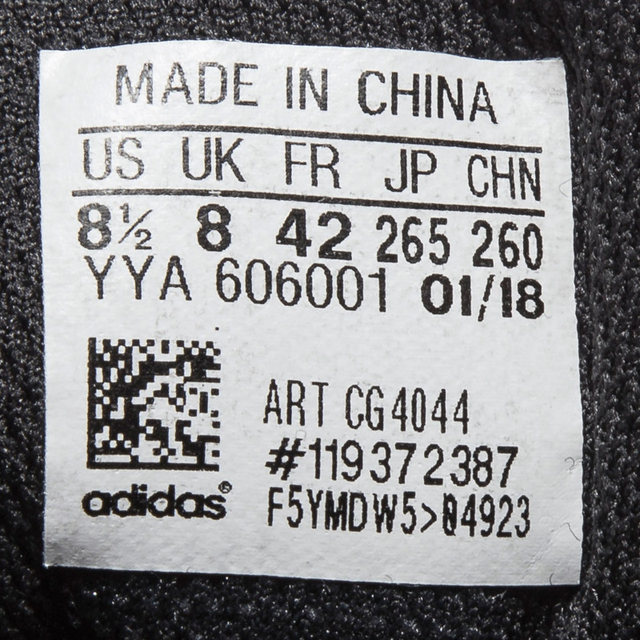 MADE IN CHINA
US UK FR JP CHN
8½ 8 42 265 260
YYA 606001 01/18
ART CG4044
#119372387
adidas®
F5YMDW5>04923